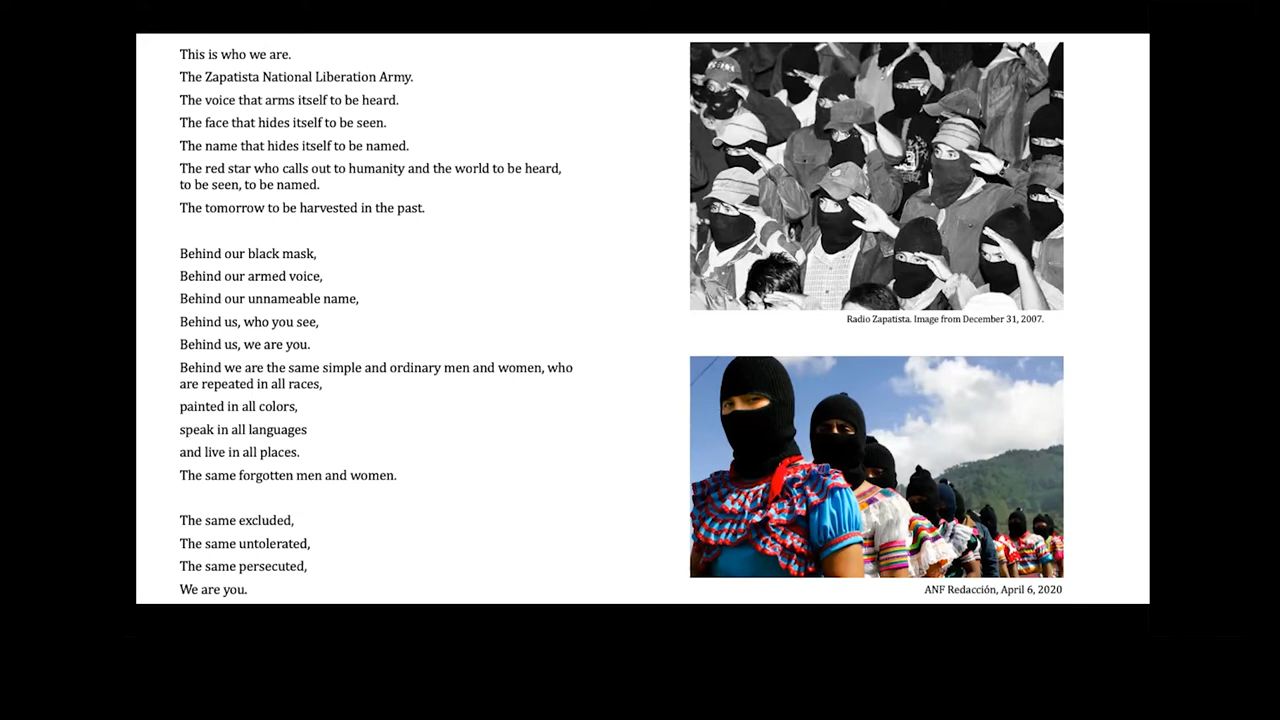 This is who we are.
The Zapatista National Liberation Army.
The voice that arms itself to be heard.
The face that hides itself to be seen.
The name that hides itself to be named.
The red star who calls out to humanity and the world to be heard,
to be seen, to be named.
The tomorrow to be harvested in the past.
Behind our black mask,
Behind our armed voice,
Behind our unnameable name,
Behind us, who you see,
Behind us, we are you.
Behind we are the same simple and ordinary men and women, who
are repeated in all races,
painted in all colors,
speak in all languages
and live in all places.
The same forgotten men and women.
The same excluded,
The same untolerated,
The same persecuted,
We are you.
Radio Zapatista. Image from December 31, 2007.
ANF Redacción, April 6, 2020